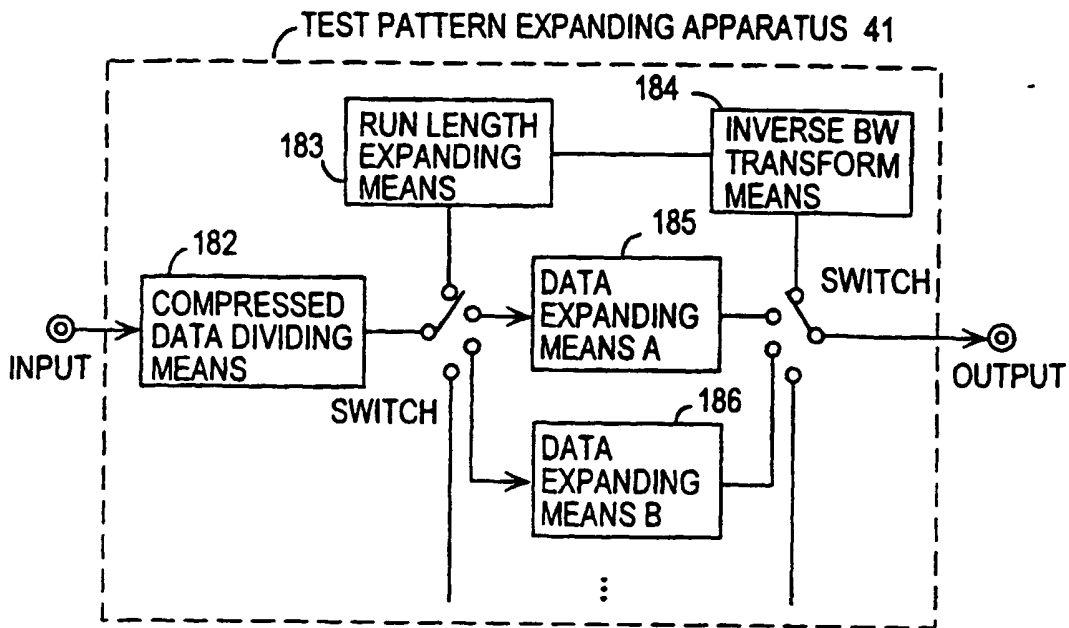 TEST PATTERN EXPANDING APPARATUS 41
184
RUN LENGTH
EXPANDING
MEANS
183
INVERSE BW
TRANSFORM
MEANS
182
185
COMPRESSED
DATA DIVIDING
MEANS
DATA
EXPANDING
MEANS A
SWITCH
INPUT
OUTPUT
SWITCH
186
DATA
EXPANDING
MEANS B